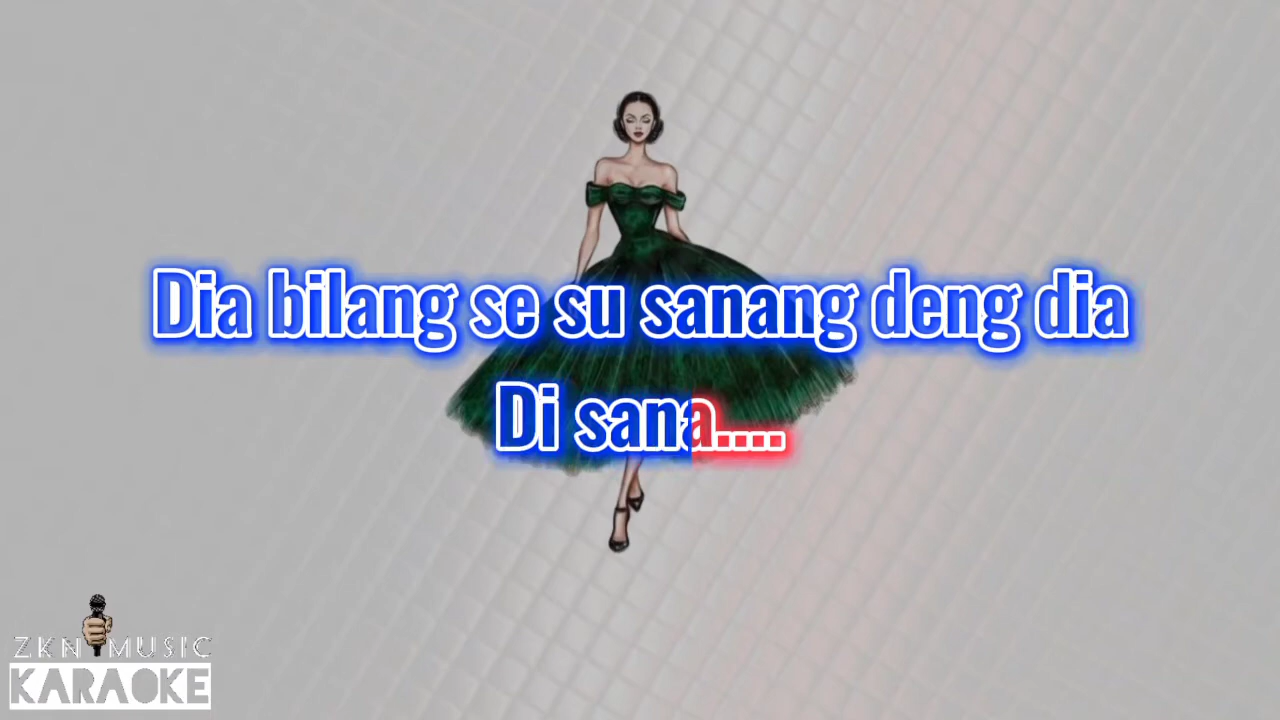 Dia bilang se su sanang deng dia
Di sana....
ZKN MUSIC
KARAOKE